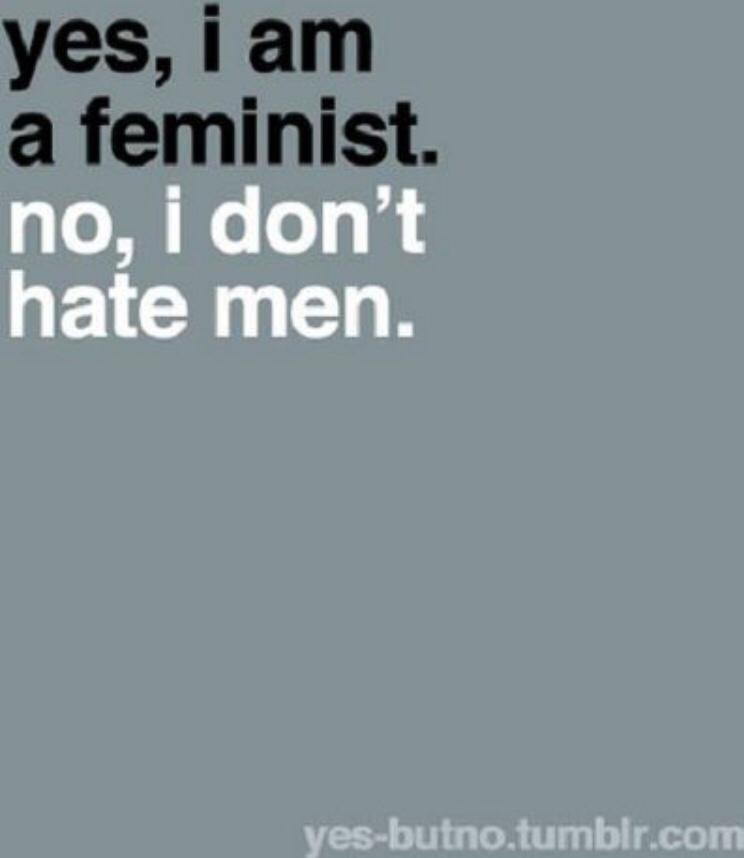 yes, i am
a feminist.
no, i don’t
hate men.
yes-butno.tumblr.com